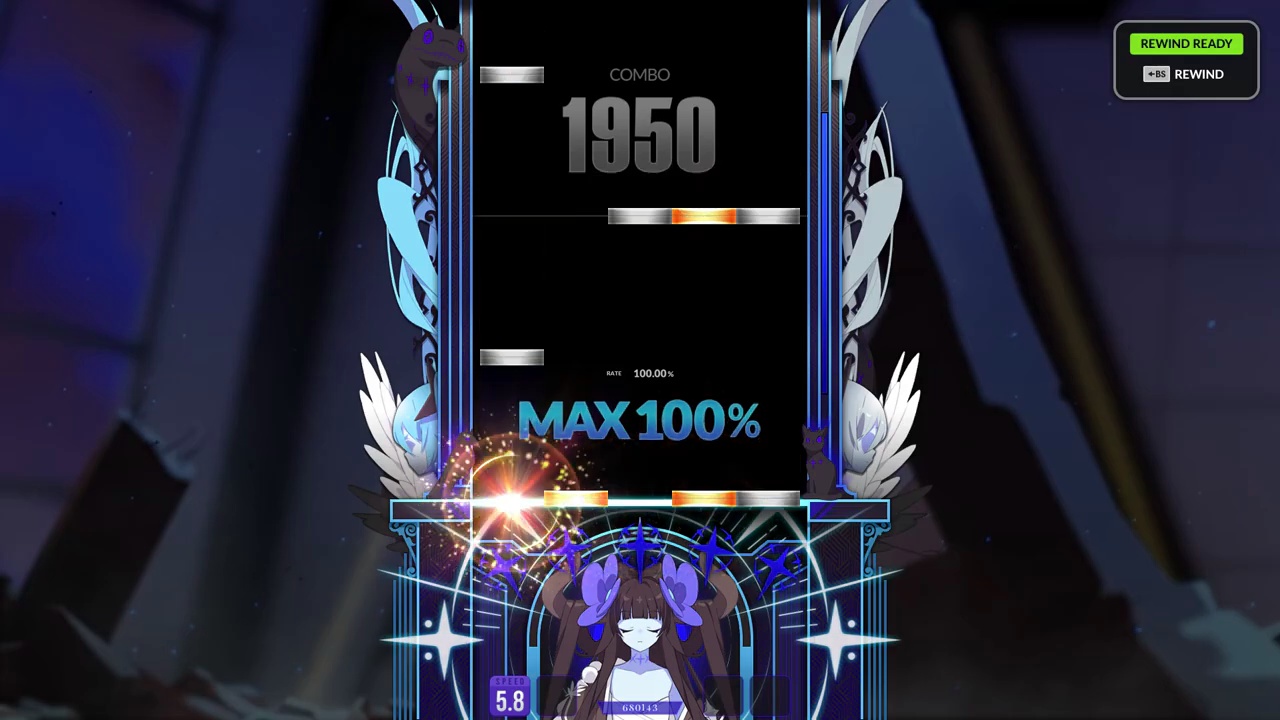 REWIND READY
←BS REWIND
COMBO
1950
RATE 100.00%
MAX 100%
SPEED
5.8
680143